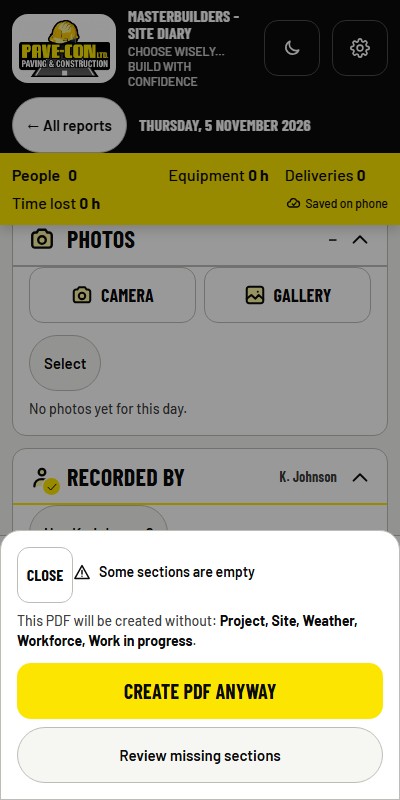 PAVE-CON LTD.
PAVING & CONSTRUCTION
MASTERBUILDERS -
SITE DIARY
CHOOSE WISELY...
BUILD WITH
CONFIDENCE
← All reports
THURSDAY, 5 NOVEMBER 2026
People 0
Equipment 0 h
Deliveries 0
Time lost 0 h
Saved on phone
PHOTOS
–
CAMERA
GALLERY
Select
No photos yet for this day.
RECORDED BY
K. Johnson
CLOSE
Some sections are empty
This PDF will be created without: Project, Site, Weather,
Workforce, Work in progress.
CREATE PDF ANYWAY
Review missing sections